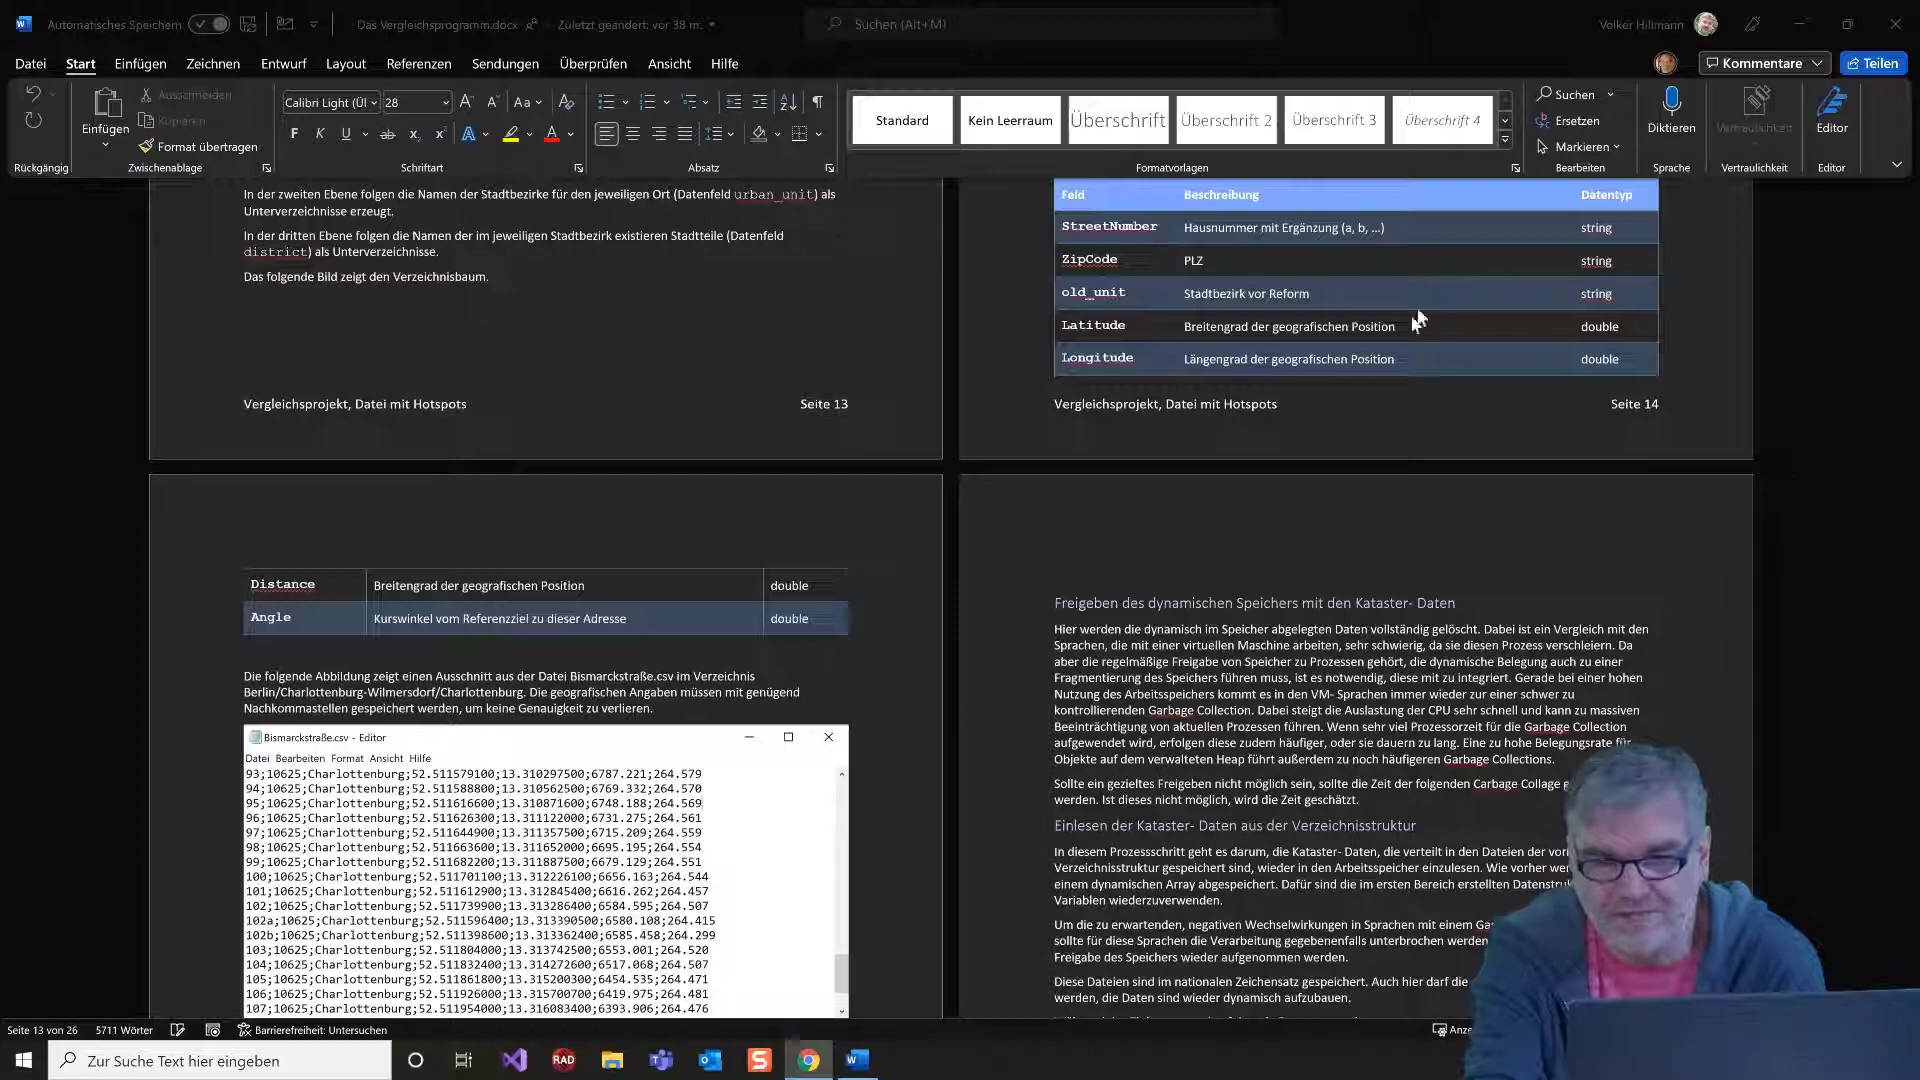 Automatisches Speichern
Das Vergleichsprogramm.docx
Zuletzt geändert: vor 38 m...
Suchen (Alt+M)
Volker Hillmann
Datei Start Einfügen Zeichnen Entwurf Layout Referenzen Sendungen Überprüfen Ansicht Hilfe
Kommentare
Teilen
Einfügen
Ausschneiden
Kopieren
Format übertragen
Calibri Light (Ül 28
Standard
Kein Leerraum
Überschrift
Überschrift 2
Überschrift 3
Überschrift 4
Suchen
Ersetzen
Markieren
Diktieren
Vertraulichkeit
Editor
Rückgängig Zwischenablage Schriftart Absatz Formatvorlagen Bearbeiten Sprache Vertraulichkeit Editor
In der zweiten Ebene folgen die Namen der Stadtbezirke für den jeweiligen Ort (Datenfeld urban_unit) als
Unterverzeichnisse erzeugt.
In der dritten Ebene folgen die Namen der im jeweiligen Stadtbezirk existieren Stadtteile (Datenfeld
district) als Unterverzeichnisse.
Das folgende Bild zeigt den Verzeichnisbaum.
Vergleichsprojekt, Datei mit Hotspots Seite 13
Feld Beschreibung Datentyp
StreetNumber Hausnummer mit Ergänzung (a, b, ...) string
ZipCode PLZ string
old_unit Stadtbezirk vor Reform string
Latitude Breitengrad der geografischen Position double
Longitude Längengrad der geografischen Position double
Vergleichsprojekt, Datei mit Hotspots Seite 14
Distance Breitengrad der geografischen Position double
Angle Kurswinkel vom Referenzziel zu dieser Adresse double
Die folgende Abbildung zeigt einen Ausschnitt aus der Datei Bismarckstraße.csv im Verzeichnis
Berlin/Charlottenburg-Wilmersdorf/Charlottenburg. Die geografischen Angaben müssen mit genügend
Nachkommastellen gespeichert werden, um keine Genauigkeit zu verlieren.
Bismarckstraße.csv - Editor
Datei Bearbeiten Format Ansicht Hilfe
93;10625;Charlottenburg;52.511579100;13.310297500;6787.221;264.579
94;10625;Charlottenburg;52.511588800;13.310562500;6769.332;264.570
95;10625;Charlottenburg;52.511616600;13.310871600;6748.188;264.569
96;10625;Charlottenburg;52.511626300;13.311122000;6731.275;264.561
97;10625;Charlottenburg;52.511644900;13.311357500;6715.209;264.559
98;10625;Charlottenburg;52.511663600;13.311652000;6695.195;264.554
99;10625;Charlottenburg;52.511682200;13.311887500;6679.129;264.551
100;10625;Charlottenburg;52.511701100;13.312226100;6656.163;264.544
101;10625;Charlottenburg;52.511612900;13.312845400;6616.262;264.457
102;10625;Charlottenburg;52.511739900;13.313286400;6584.595;264.507
102a;10625;Charlottenburg;52.511596400;13.313390500;6580.108;264.415
102b;10625;Charlottenburg;52.511398600;13.313362400;6585.458;264.299
103;10625;Charlottenburg;52.511804000;13.313742500;6553.001;264.520
104;10625;Charlottenburg;52.511832400;13.314272600;6517.068;264.507
105;10625;Charlottenburg;52.511861800;13.315200300;6454.535;264.471
106;10625;Charlottenburg;52.511926000;13.315700700;6419.975;264.481
107;10625;Charlottenburg;52.511954000;13.316083400;6393.906;264.476
Freigeben des dynamischen Speichers mit den Kataster- Daten
Hier werden die dynamisch im Speicher abgelegten Daten vollständig gelöscht. Dabei ist ein Vergleich mit den
Sprachen, die mit einer virtuellen Maschine arbeiten, sehr schwierig, da sie diesen Prozess verschleiern. Da
aber die regelmäßige Freigabe von Speicher zu Prozessen gehört, die dynamische Belegung auch zu einer
Fragmentierung des Speichers führen muss, ist es notwendig, diese mit zu integriert. Gerade bei einer hohen
Nutzung des Arbeitsspeichers kommt es in den VM- Sprachen immer wieder zur einer schwer zu
kontrollierenden Garbage Collection. Dabei steigt die Auslastung der CPU sehr schnell und kann zu massiven
Beeinträchtigung von aktuellen Prozessen führen. Wenn sehr viel Prozessorzeit für die Garbage Collection
aufgewendet wird, erfolgen diese zudem häufiger, oder sie dauern zu lang. Eine zu hohe Belegungsrate für
Objekte auf dem verwalteten Heap führt außerdem zu noch häufigeren Garbage Collections.
Sollte ein gezieltes Freigeben nicht möglich sein, sollte die Zeit der folgenden Carbage Collage
werden. Ist dieses nicht möglich, wird die Zeit geschätzt.
Einlesen der Kataster- Daten aus der Verzeichnisstruktur
In diesem Prozessschritt geht es darum, die Kataster- Daten, die verteilt in den Dateien der
Verzeichnisstruktur gespeichert sind, wieder in den Arbeitsspeicher einzulesen. Wie vorher
einem dynamischen Array abgespeichert. Dafür sind die im ersten Bereich erstellten
Variablen wiederzuverwenden.
Um die zu erwartenden, negativen Wechselwirkungen in Sprachen mit einem
sollte für diese Sprachen die Verarbeitung gegebenenfalls unterbrochen werden
Freigabe des Speichers wieder aufgenommen werden.
Diese Dateien sind im nationalen Zeichensatz gespeichert. Auch hier darf die
werden, die Daten sind wieder dynamisch aufzubauen.
Seite 13 von 26 5711 Wörter Barrierefreiheit: Untersuchen
Zur Suche Text hier eingeben
RAD